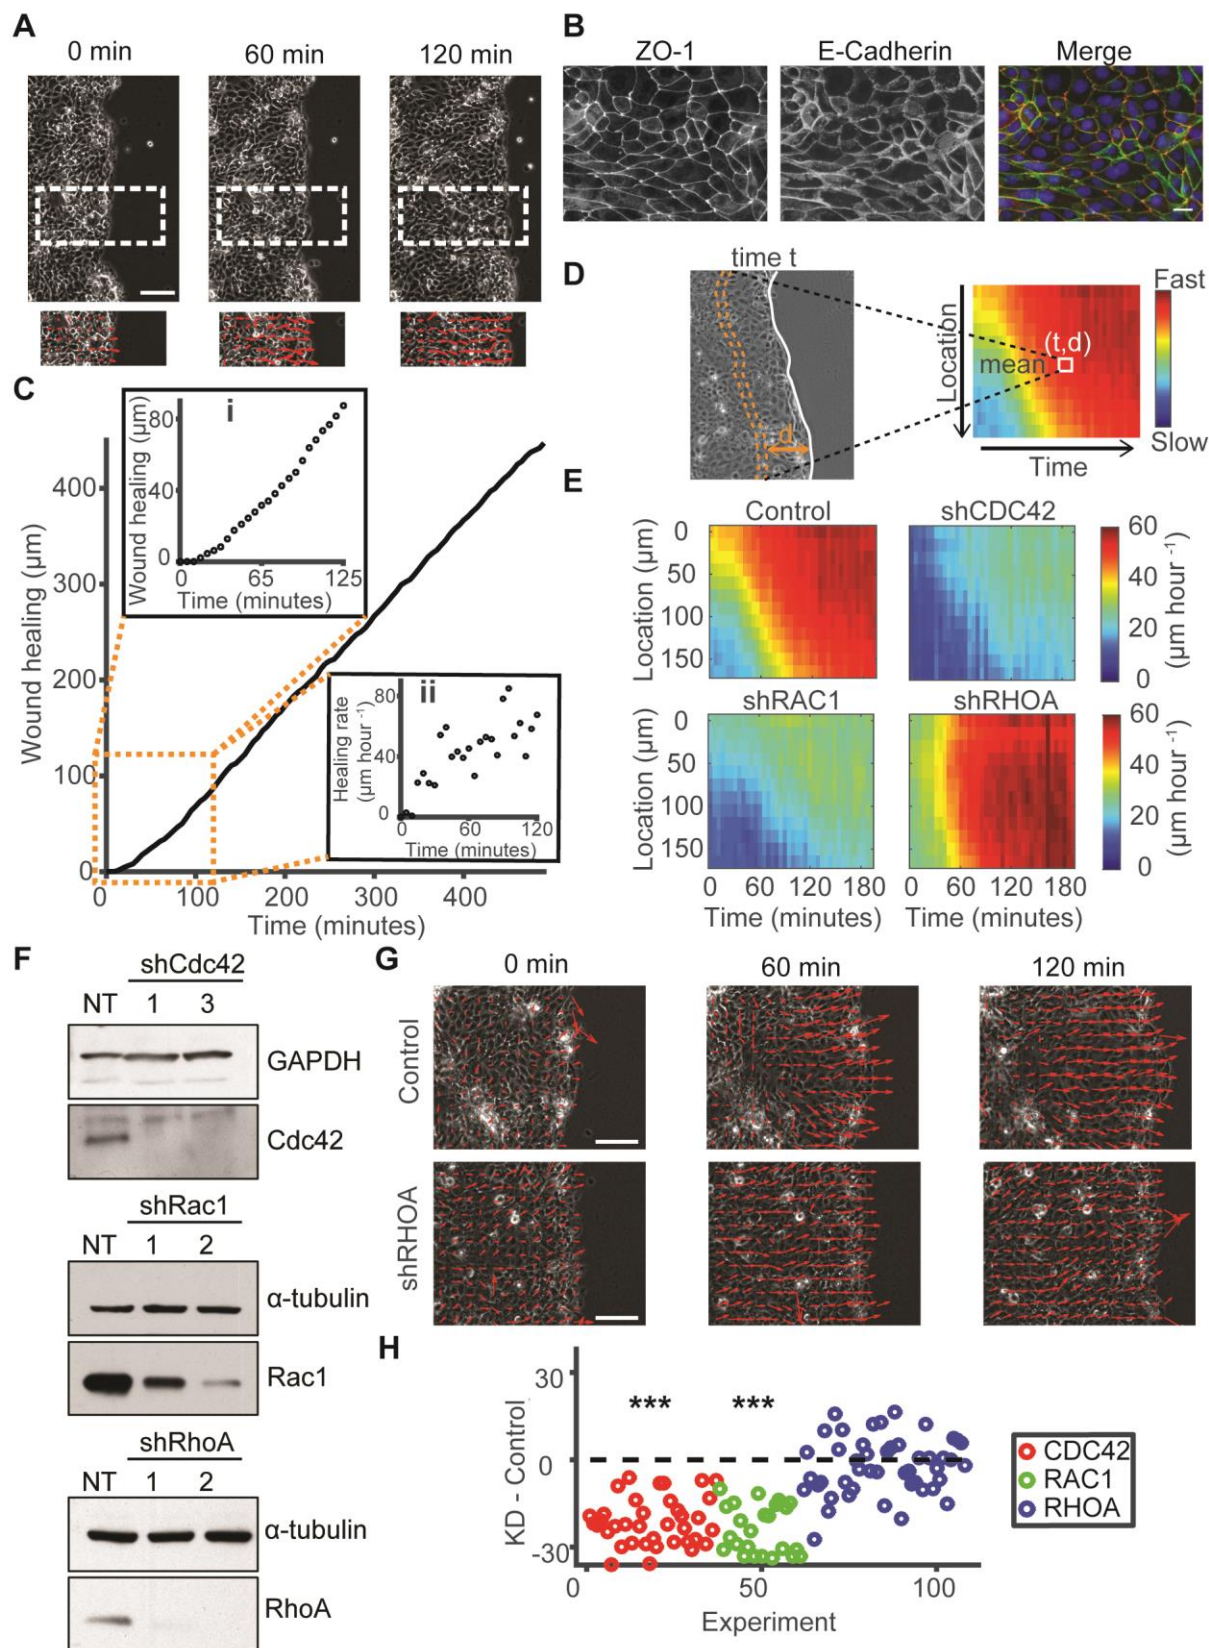 A
0 min
60 min
120 min
B
ZO-1
E-Cadherin
Merge
C
Wound healing (µm)
400
300
200
100
0
0
100
200
300
400
Time (minutes)
i
Wound healing (µm)
80
40
0
0
65
125
Time (minutes)
ii
Healing rate
(µm hour -1)
80
40
0
0
60
120
Time (minutes)
D
time t
d
Location
(t,d)
mean
Time
Fast
Slow
E
Control
shCDC42
Location (µm)
0
50
100
150
60
40
20
0
(µm hour -1)
shRAC1
shRHOA
Location (µm)
0
50
100
150
0 60 120 180
0 60 120 180
Time (minutes)
Time (minutes)
60
40
20
0
(µm hour -1)
F
shCdc42
NT 1 3
GAPDH
Cdc42
shRac1
NT 1 2
α-tubulin
Rac1
shRhoA
NT 1 2
α-tubulin
RhoA
G
0 min
60 min
120 min
Control
shRHOA
H
KD - Control
30
0
-30
*** ***
0 50 100
Experiment
CDC42
RAC1
RHOA